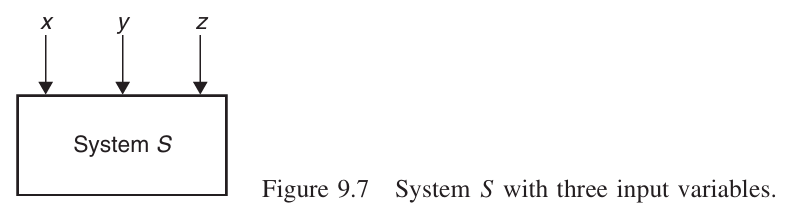 x y z
System S
Figure 9.7 System S with three input variables.